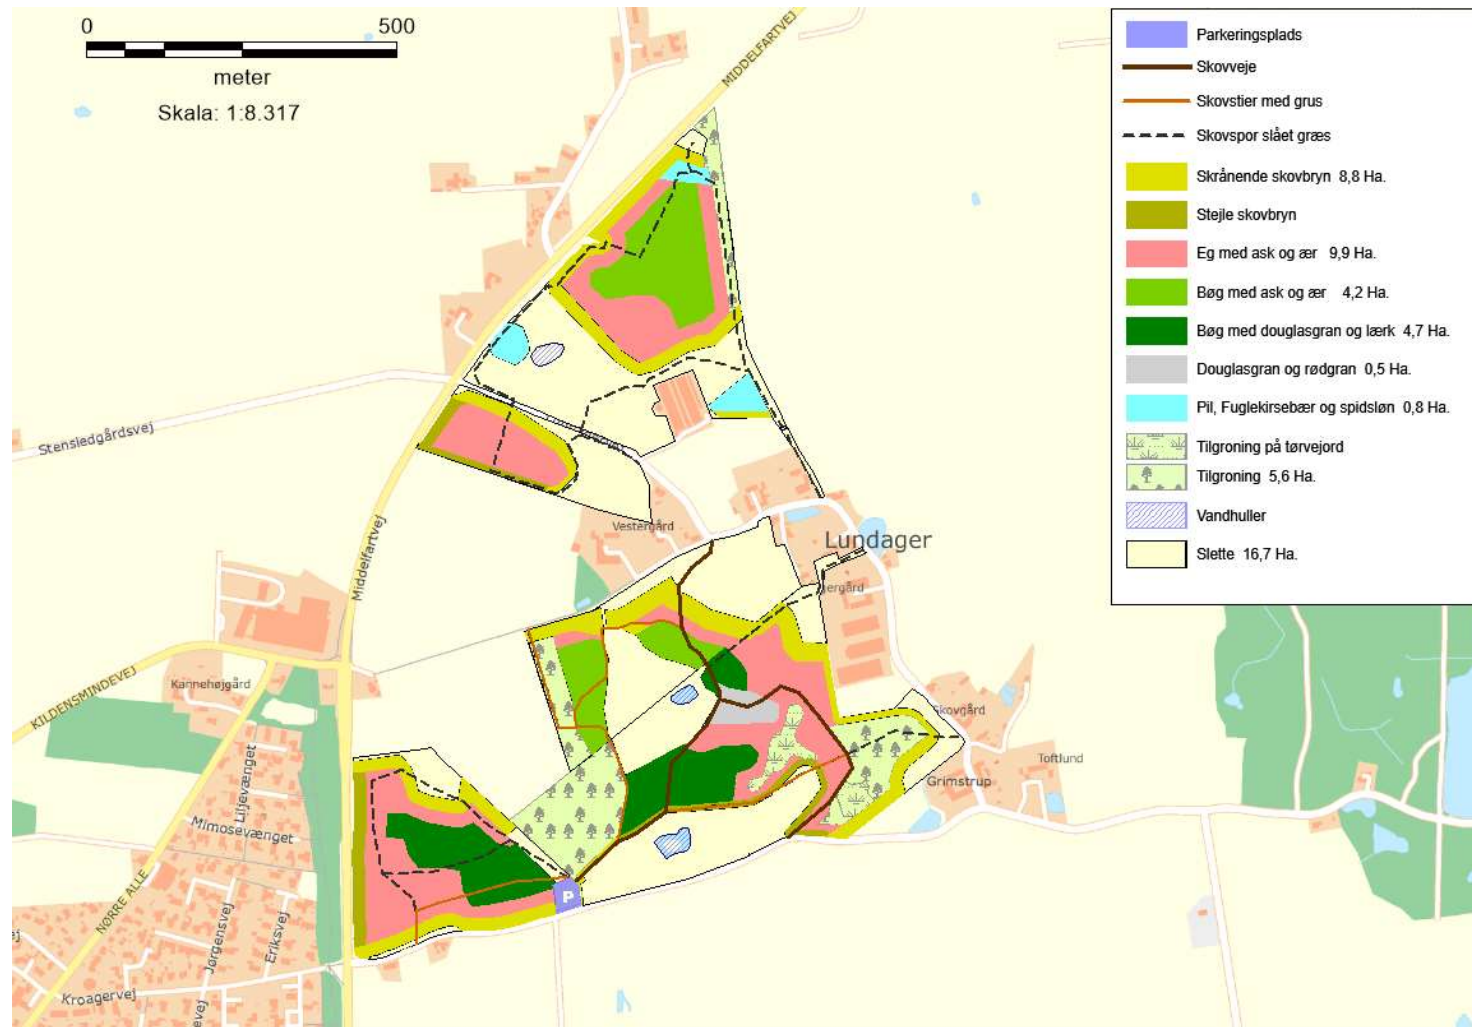 0 500
meter
Skala: 1:8.317
MIDDELFARTVEJ
Parkeringsplads
Skovveje
Skovstier med grus
Skovspor slået græs
Skrånende skovbryn 8,8 Ha.
Stejle skovbryn
Eg med ask og ær 9,9 Ha.
Bøg med ask og ær 4,2 Ha.
Bøg med douglasgran og lærk 4,7 Ha.
Douglasgran og rødgran 0,5 Ha.
Pil, Fuglekirsebær og spidsløn 0,8 Ha.
Tilgroning på tørvejord
Tilgroning 5,6 Ha.
Vandhuller
Slette 16,7 Ha.
Stensledgårdsvej
Middelfartvej
Vestergård
Lundager
jergård
KILDENSMINDEVEJ
Kannehøjgård
Skovgård
Toftlund
Grimstrup
Liljevænget
Mimosevænget
NØRRE ALLE
Jørgensvej
Eriksvej
Kroagervej
P